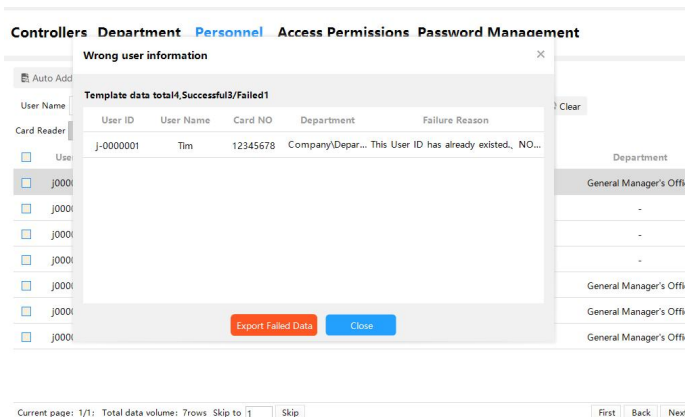 Controllers Department Personnel Access Permissions Password Management
Wrong user information
Auto Add
Template data total4,Successful3/Failed1
User Name
Clear
User ID User Name Card NO Department Failure Reason
Card Reader
j-0000001 Tim 12345678 Company\Depar... This User ID has already existed.、NO...
Use Department
j000 General Manager's Offi
j000 -
j000 -
j000 -
j000 General Manager's Offi
j000 General Manager's Offi
Export Failed Data Close
j000 General Manager's Offi
Current page: 1/1; Total data volume: 7rows Skip to 1 Skip First Back Next